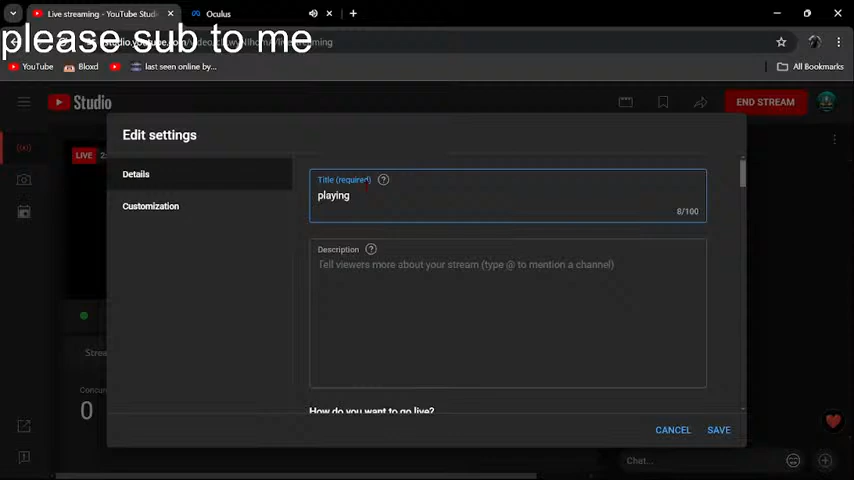 Live streaming - YouTube Studi
Oculus
please sub to me
YouTube
Bloxd
last seen online by...
All Bookmarks
Studio
END STREAM
LIVE
Edit settings
Details
Customization
Title (required)
playing
8/100
Description
Tell viewers more about your stream (type @ to mention a channel)
How do you want to go live?
Concur
0
CANCEL
SAVE
Chat...